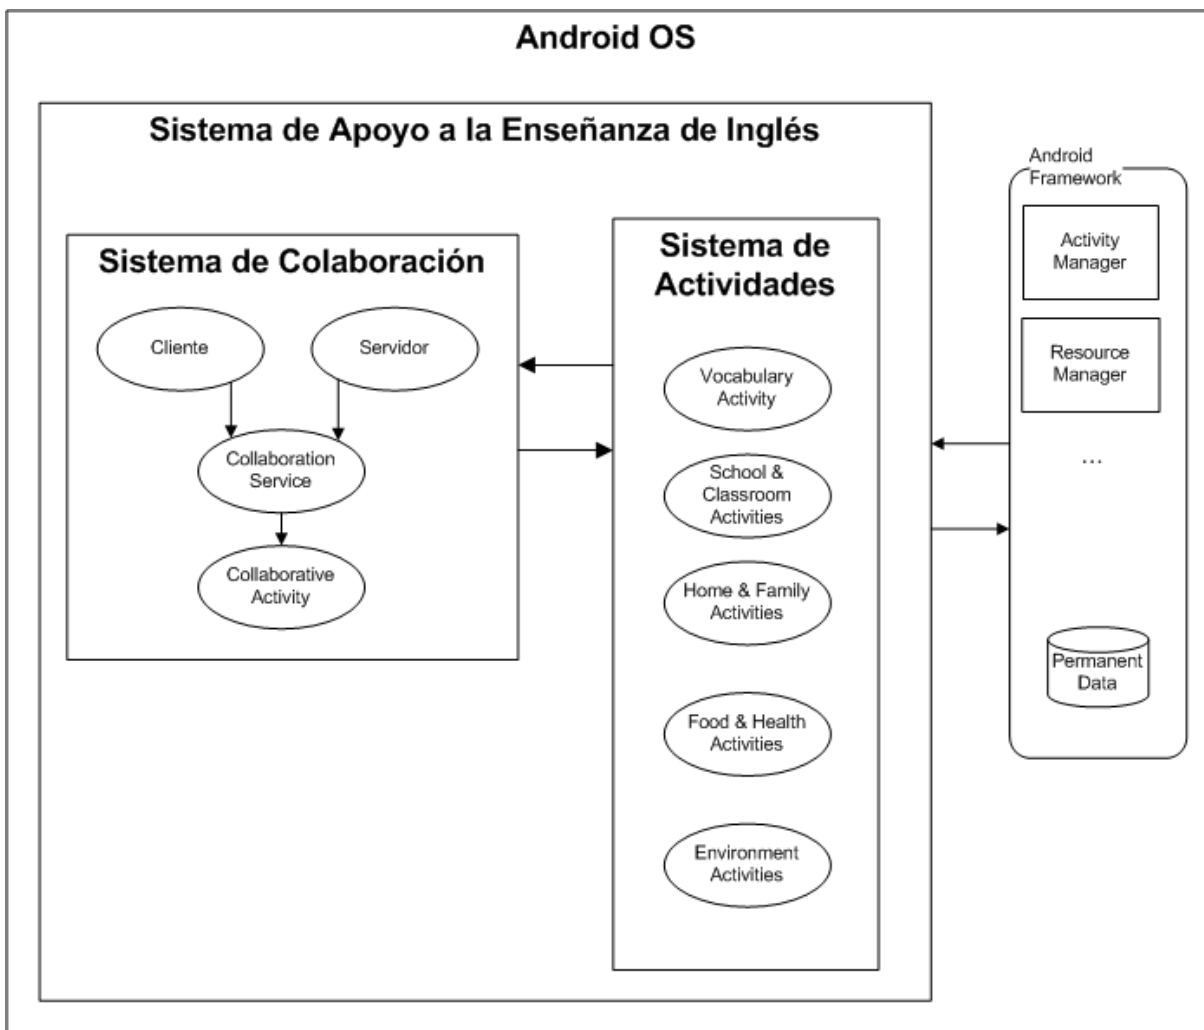 Android OS
Sistema de Apoyo a la Enseñanza de Inglés
Sistema de Colaboración
Cliente
Servidor
Collaboration
Service
Collaborative
Activity
Sistema de
Actividades
Vocabulary
Activity
School &
Classroom
Activities
Home & Family
Activities
Food & Health
Activities
Environment
Activities
Android
Framework
Activity
Manager
Resource
Manager
...
Permanent
Data